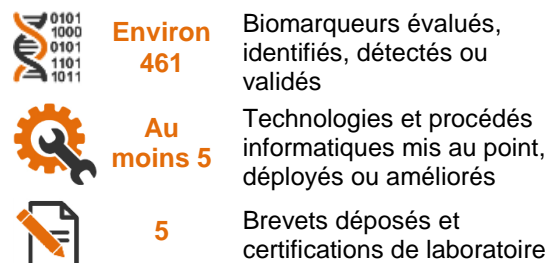 0101
1000
0101
1101
1011
Environ
461
Biomarqueurs évalués,
identifiés, détectés ou
validés
Au
moins 5
Technologies et procédés
informatiques mis au point,
déployés ou améliorés
5
Brevets déposés et
certifications de laboratoire